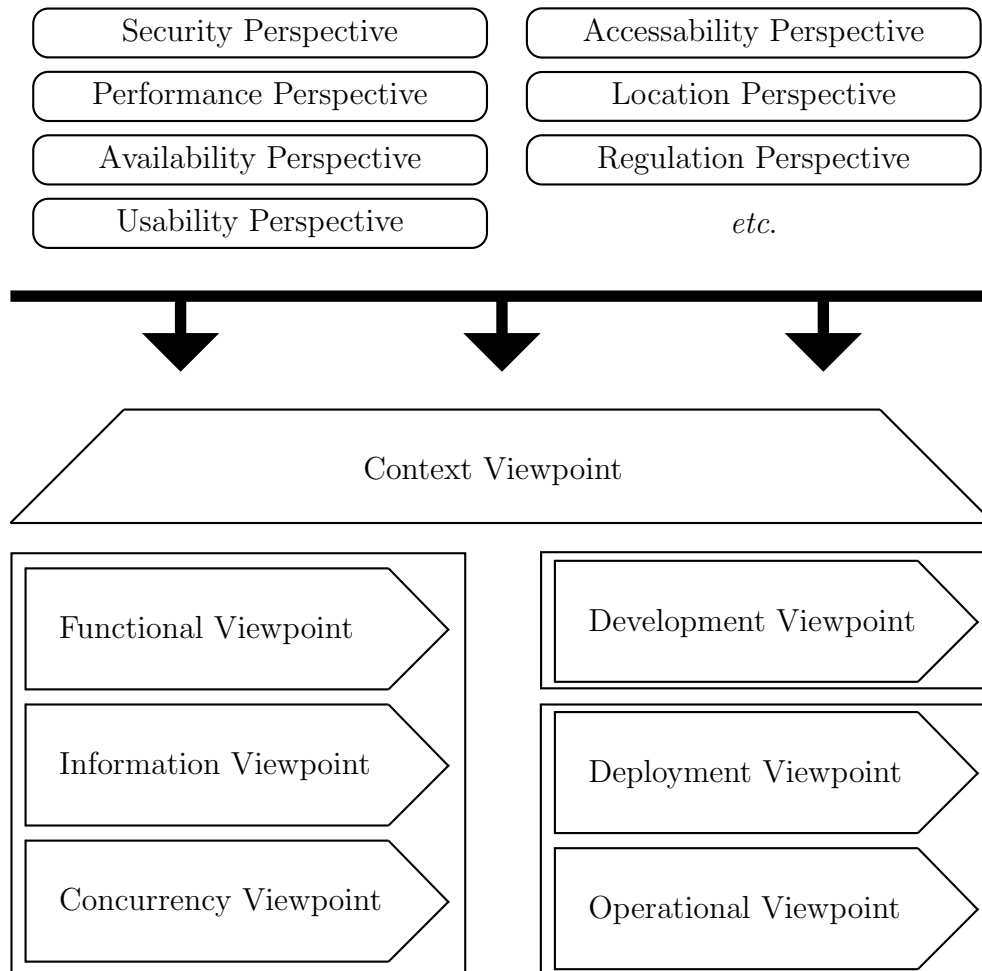 Security Perspective
Accessability Perspective
Performance Perspective
Location Perspective
Availability Perspective
Regulation Perspective
Usability Perspective
etc.
Context Viewpoint
Functional Viewpoint
Development Viewpoint
Information Viewpoint
Deployment Viewpoint
Concurrency Viewpoint
Operational Viewpoint